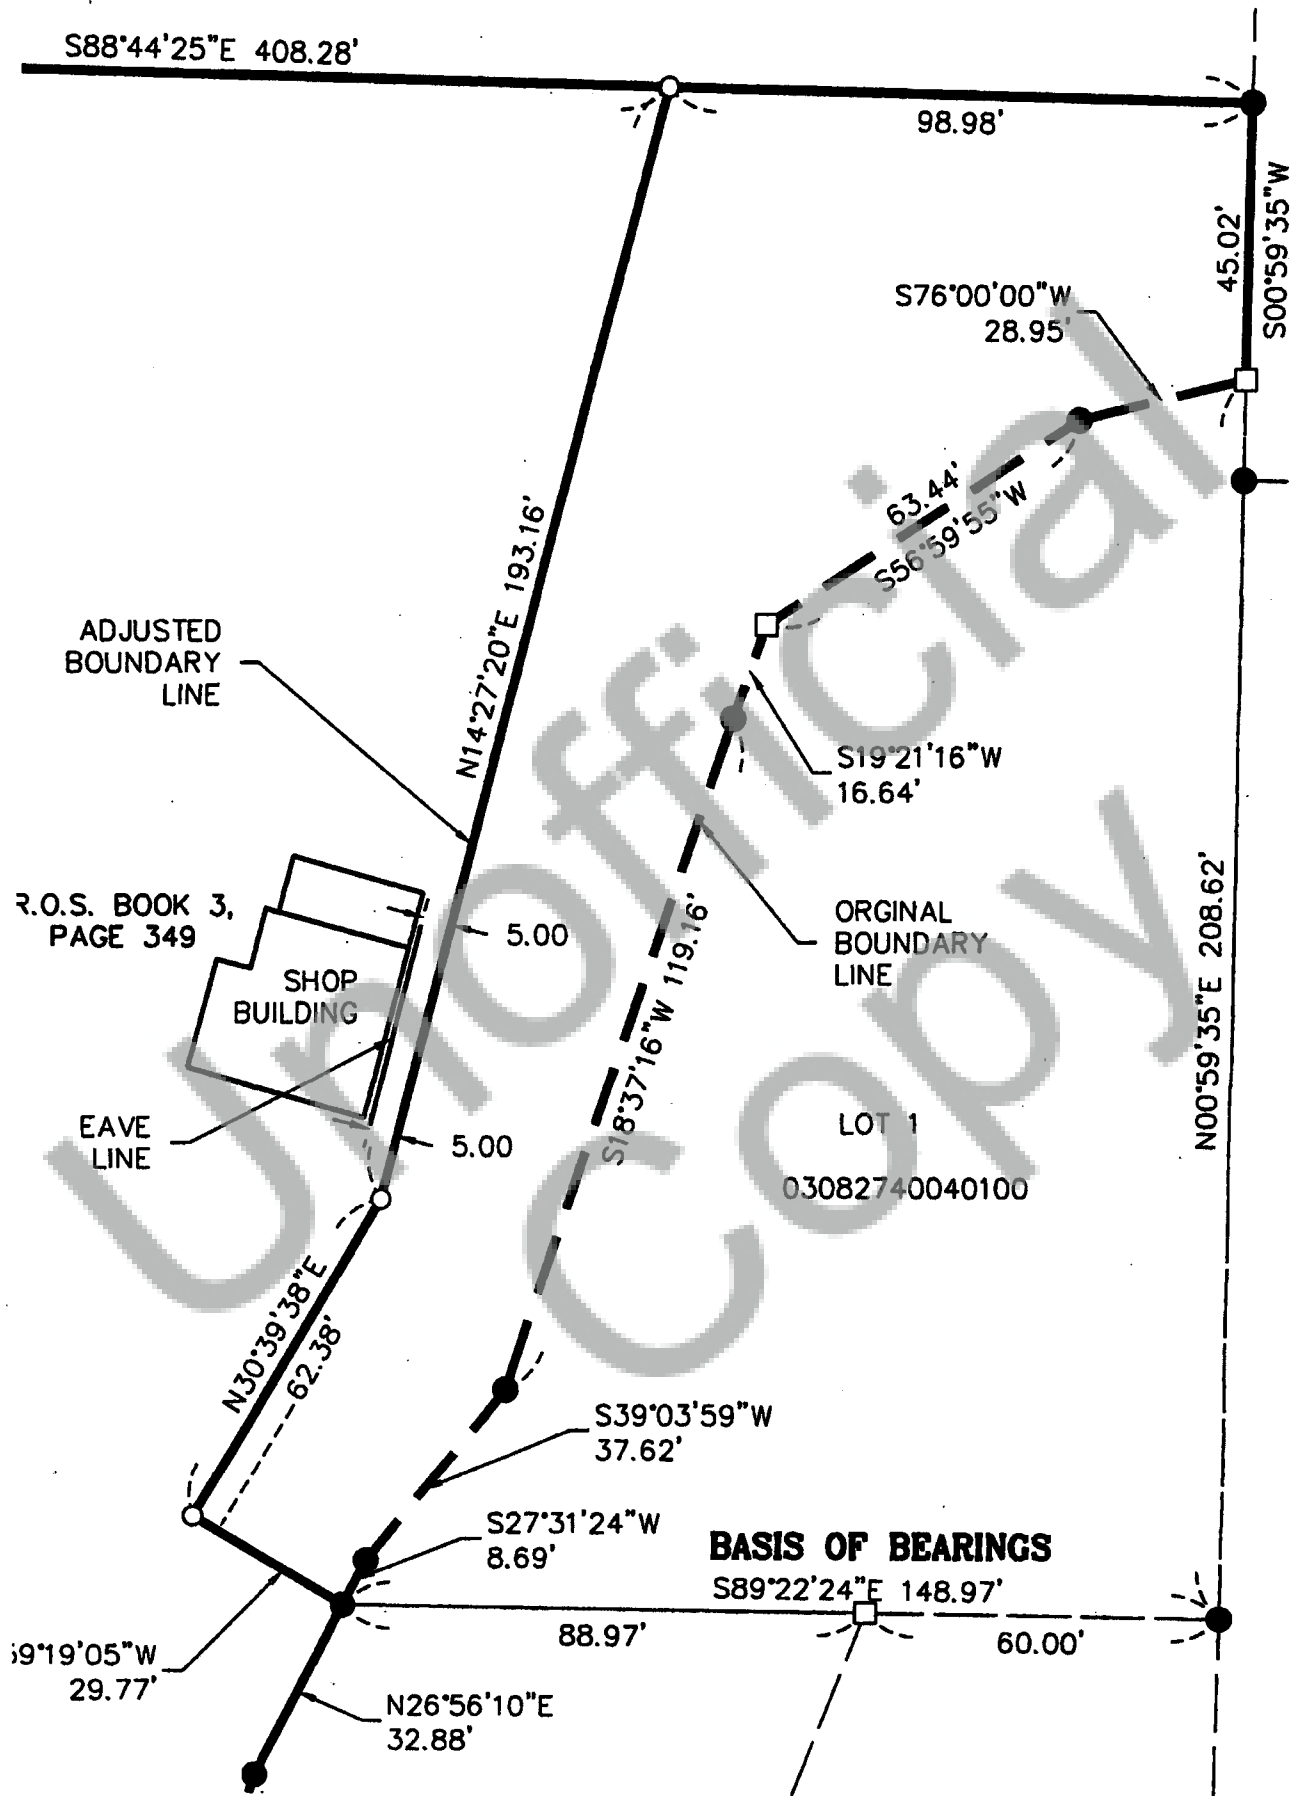 S88°44'25"E 408.28'
98.98'
45.02'
S00°59'35"W
S76°00'00"W
28.95'
63.44'
S56°59'55"W
N14°27'20"E 193.16'
ADJUSTED
BOUNDARY
LINE
S19°21'16"W
16.64'
R.O.S. BOOK 3,
PAGE 349
5.00
SHOP
BUILDING
ORGINAL
BOUNDARY
LINE
S18°37'16"W 119.16'
N00°59'35"E 208.62'
EAVE
LINE
5.00
LOT 1
03082740040100
N30°39'38"E
62.38'
S39°03'59"W
37.62'
S27°31'24"W
8.69'
BASIS OF BEARINGS
S89°22'24"E 148.97'
88.97'
60.00'
59°19'05"W
29.77'
N26°56'10"E
32.88'
Unofficial
Copy